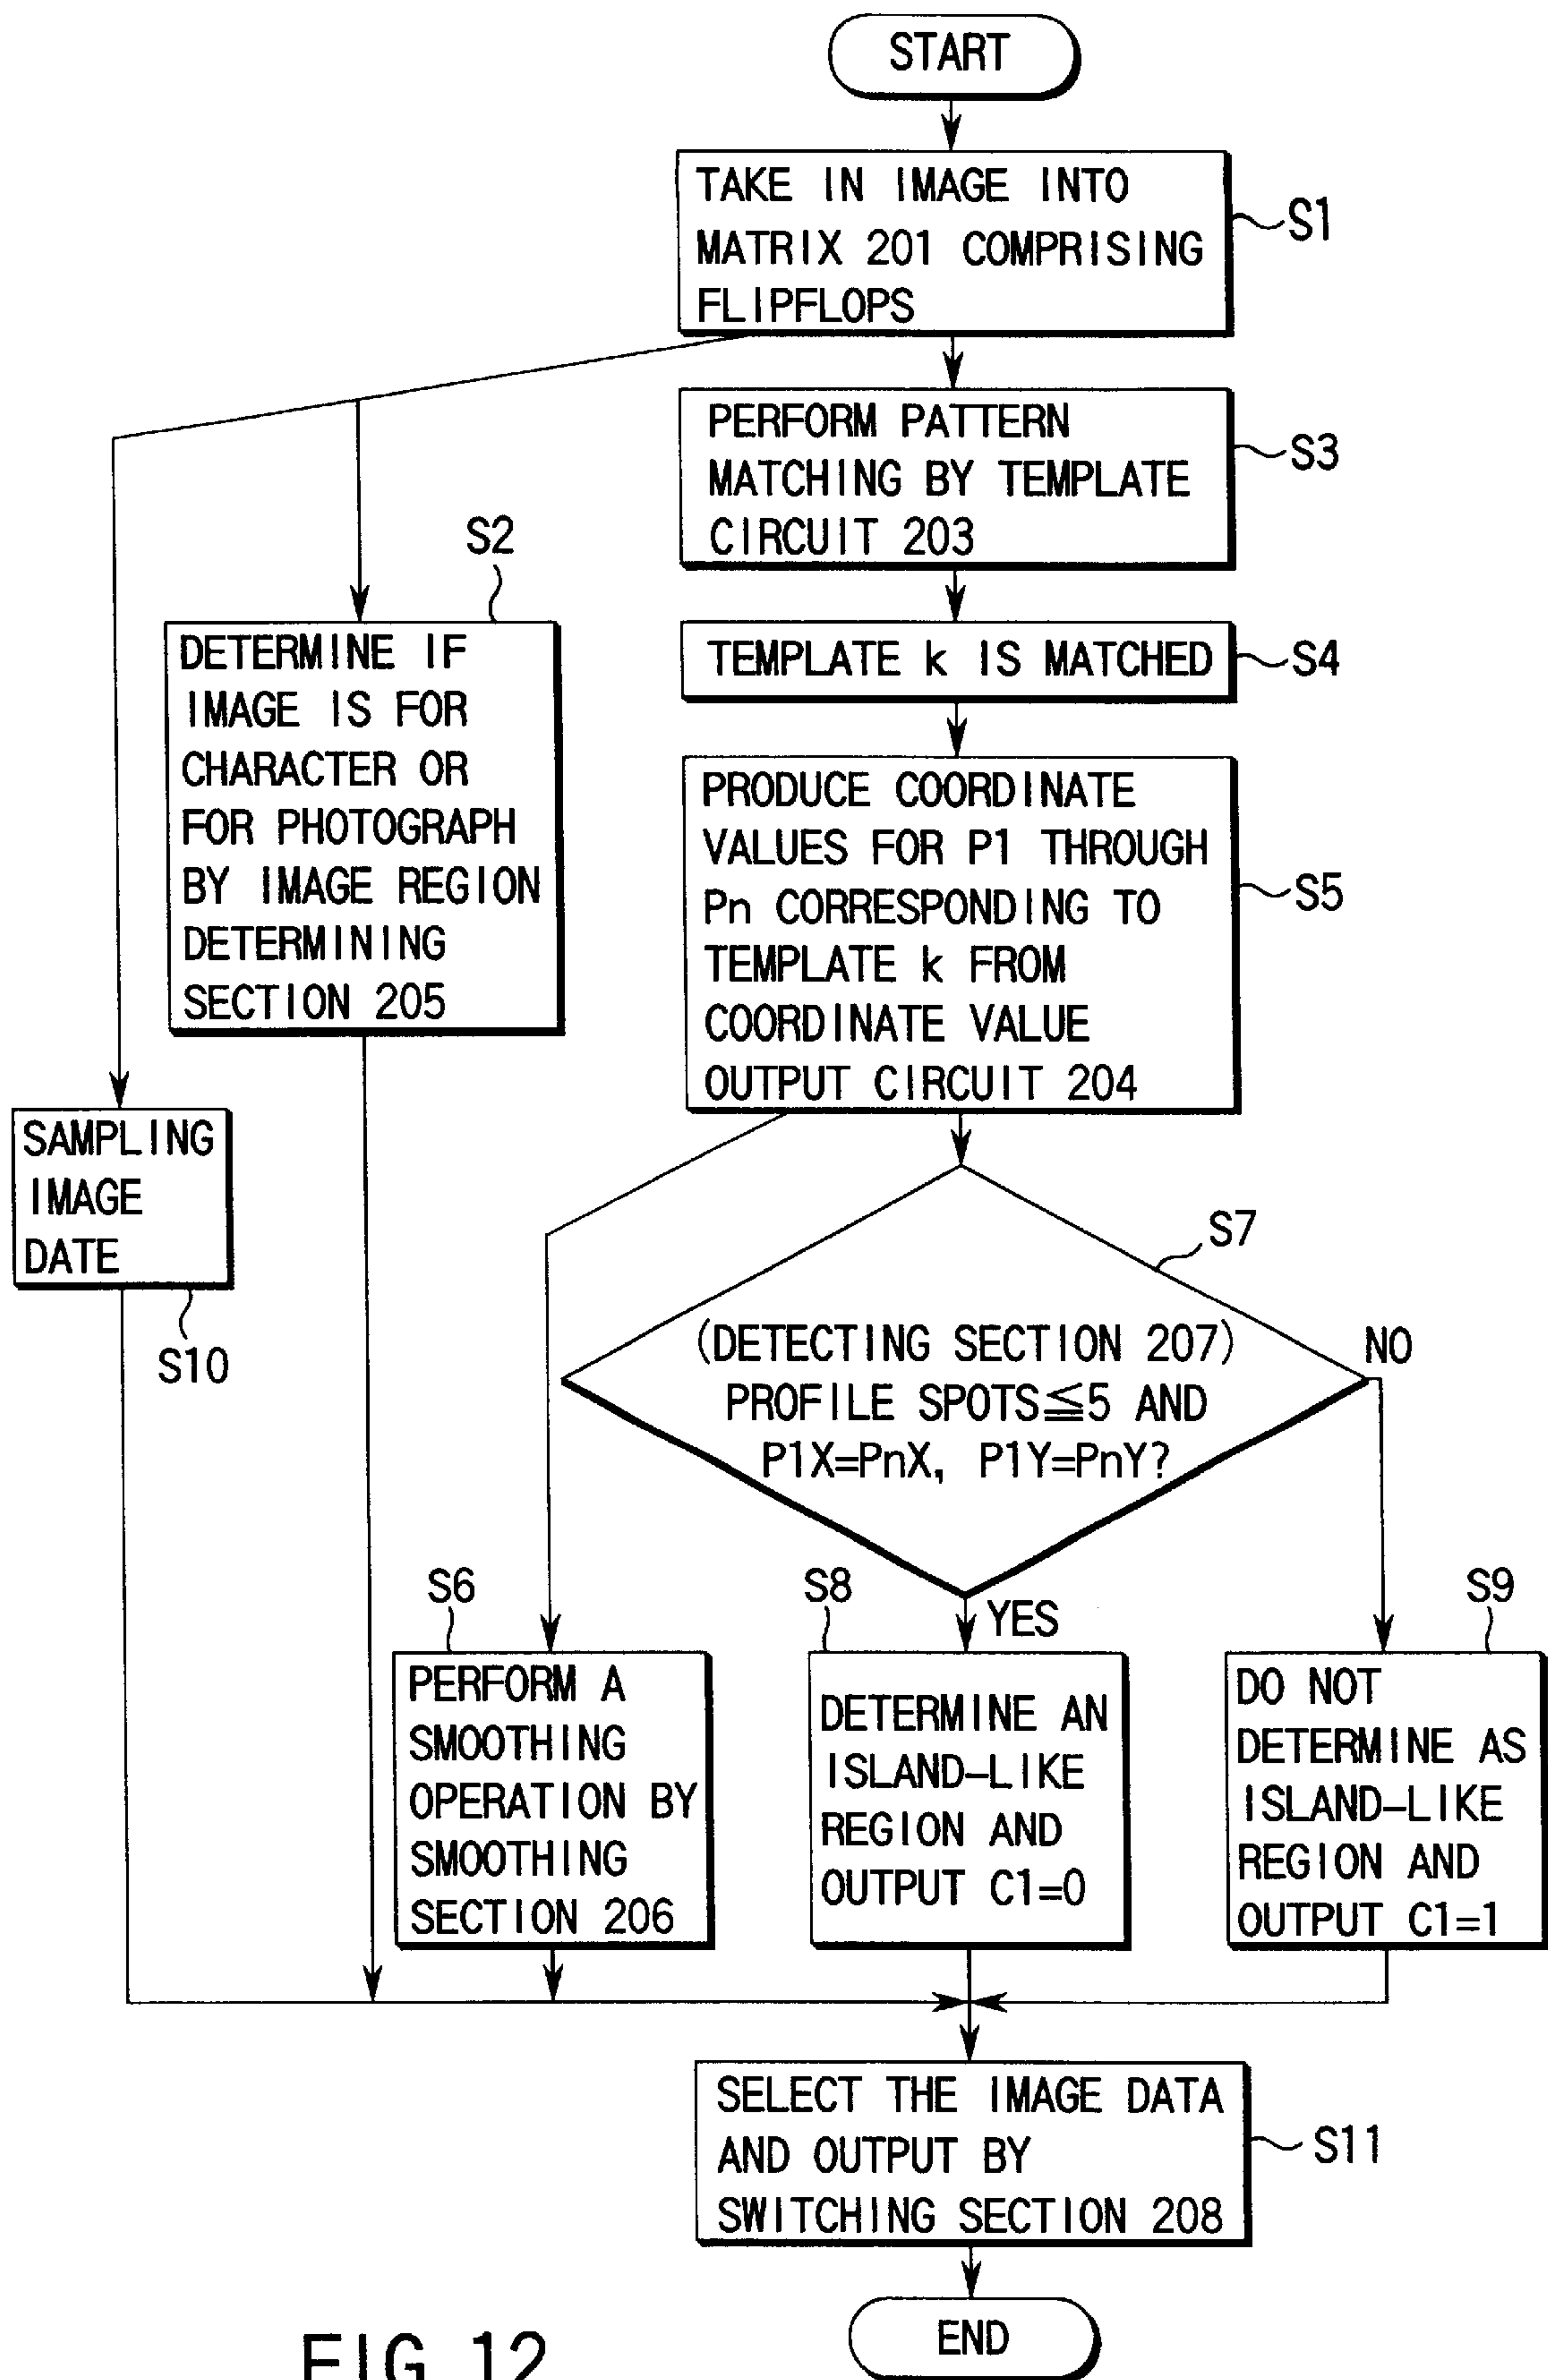 START
TAKE IN IMAGE INTO
MATRIX 201 COMPRISING
FLIPFLOPS
S1
PERFORM PATTERN
MATCHING BY TEMPLATE
CIRCUIT 203
S3
S2
DETERMINE IF
IMAGE IS FOR
CHARACTER OR
FOR PHOTOGRAPH
BY IMAGE REGION
DETERMINING
SECTION 205
TEMPLATE k IS MATCHED
S4
PRODUCE COORDINATE
VALUES FOR P1 THROUGH
Pn CORRESPONDING TO
TEMPLATE k FROM
COORDINATE VALUE
OUTPUT CIRCUIT 204
S5
SAMPLING
IMAGE
DATE
S10
S7
(DETECTING SECTION 207)
PROFILE SPOTS≦5 AND
P1X=PnX, P1Y=PnY?
NO
YES
S6
PERFORM A
SMOOTHING
OPERATION BY
SMOOTHING
SECTION 206
S8
DETERMINE AN
ISLAND-LIKE
REGION AND
OUTPUT C1=0
S9
DO NOT
DETERMINE AS
ISLAND-LIKE
REGION AND
OUTPUT C1=1
SELECT THE IMAGE DATA
AND OUTPUT BY
SWITCHING SECTION 208
S11
END
FIG. 12